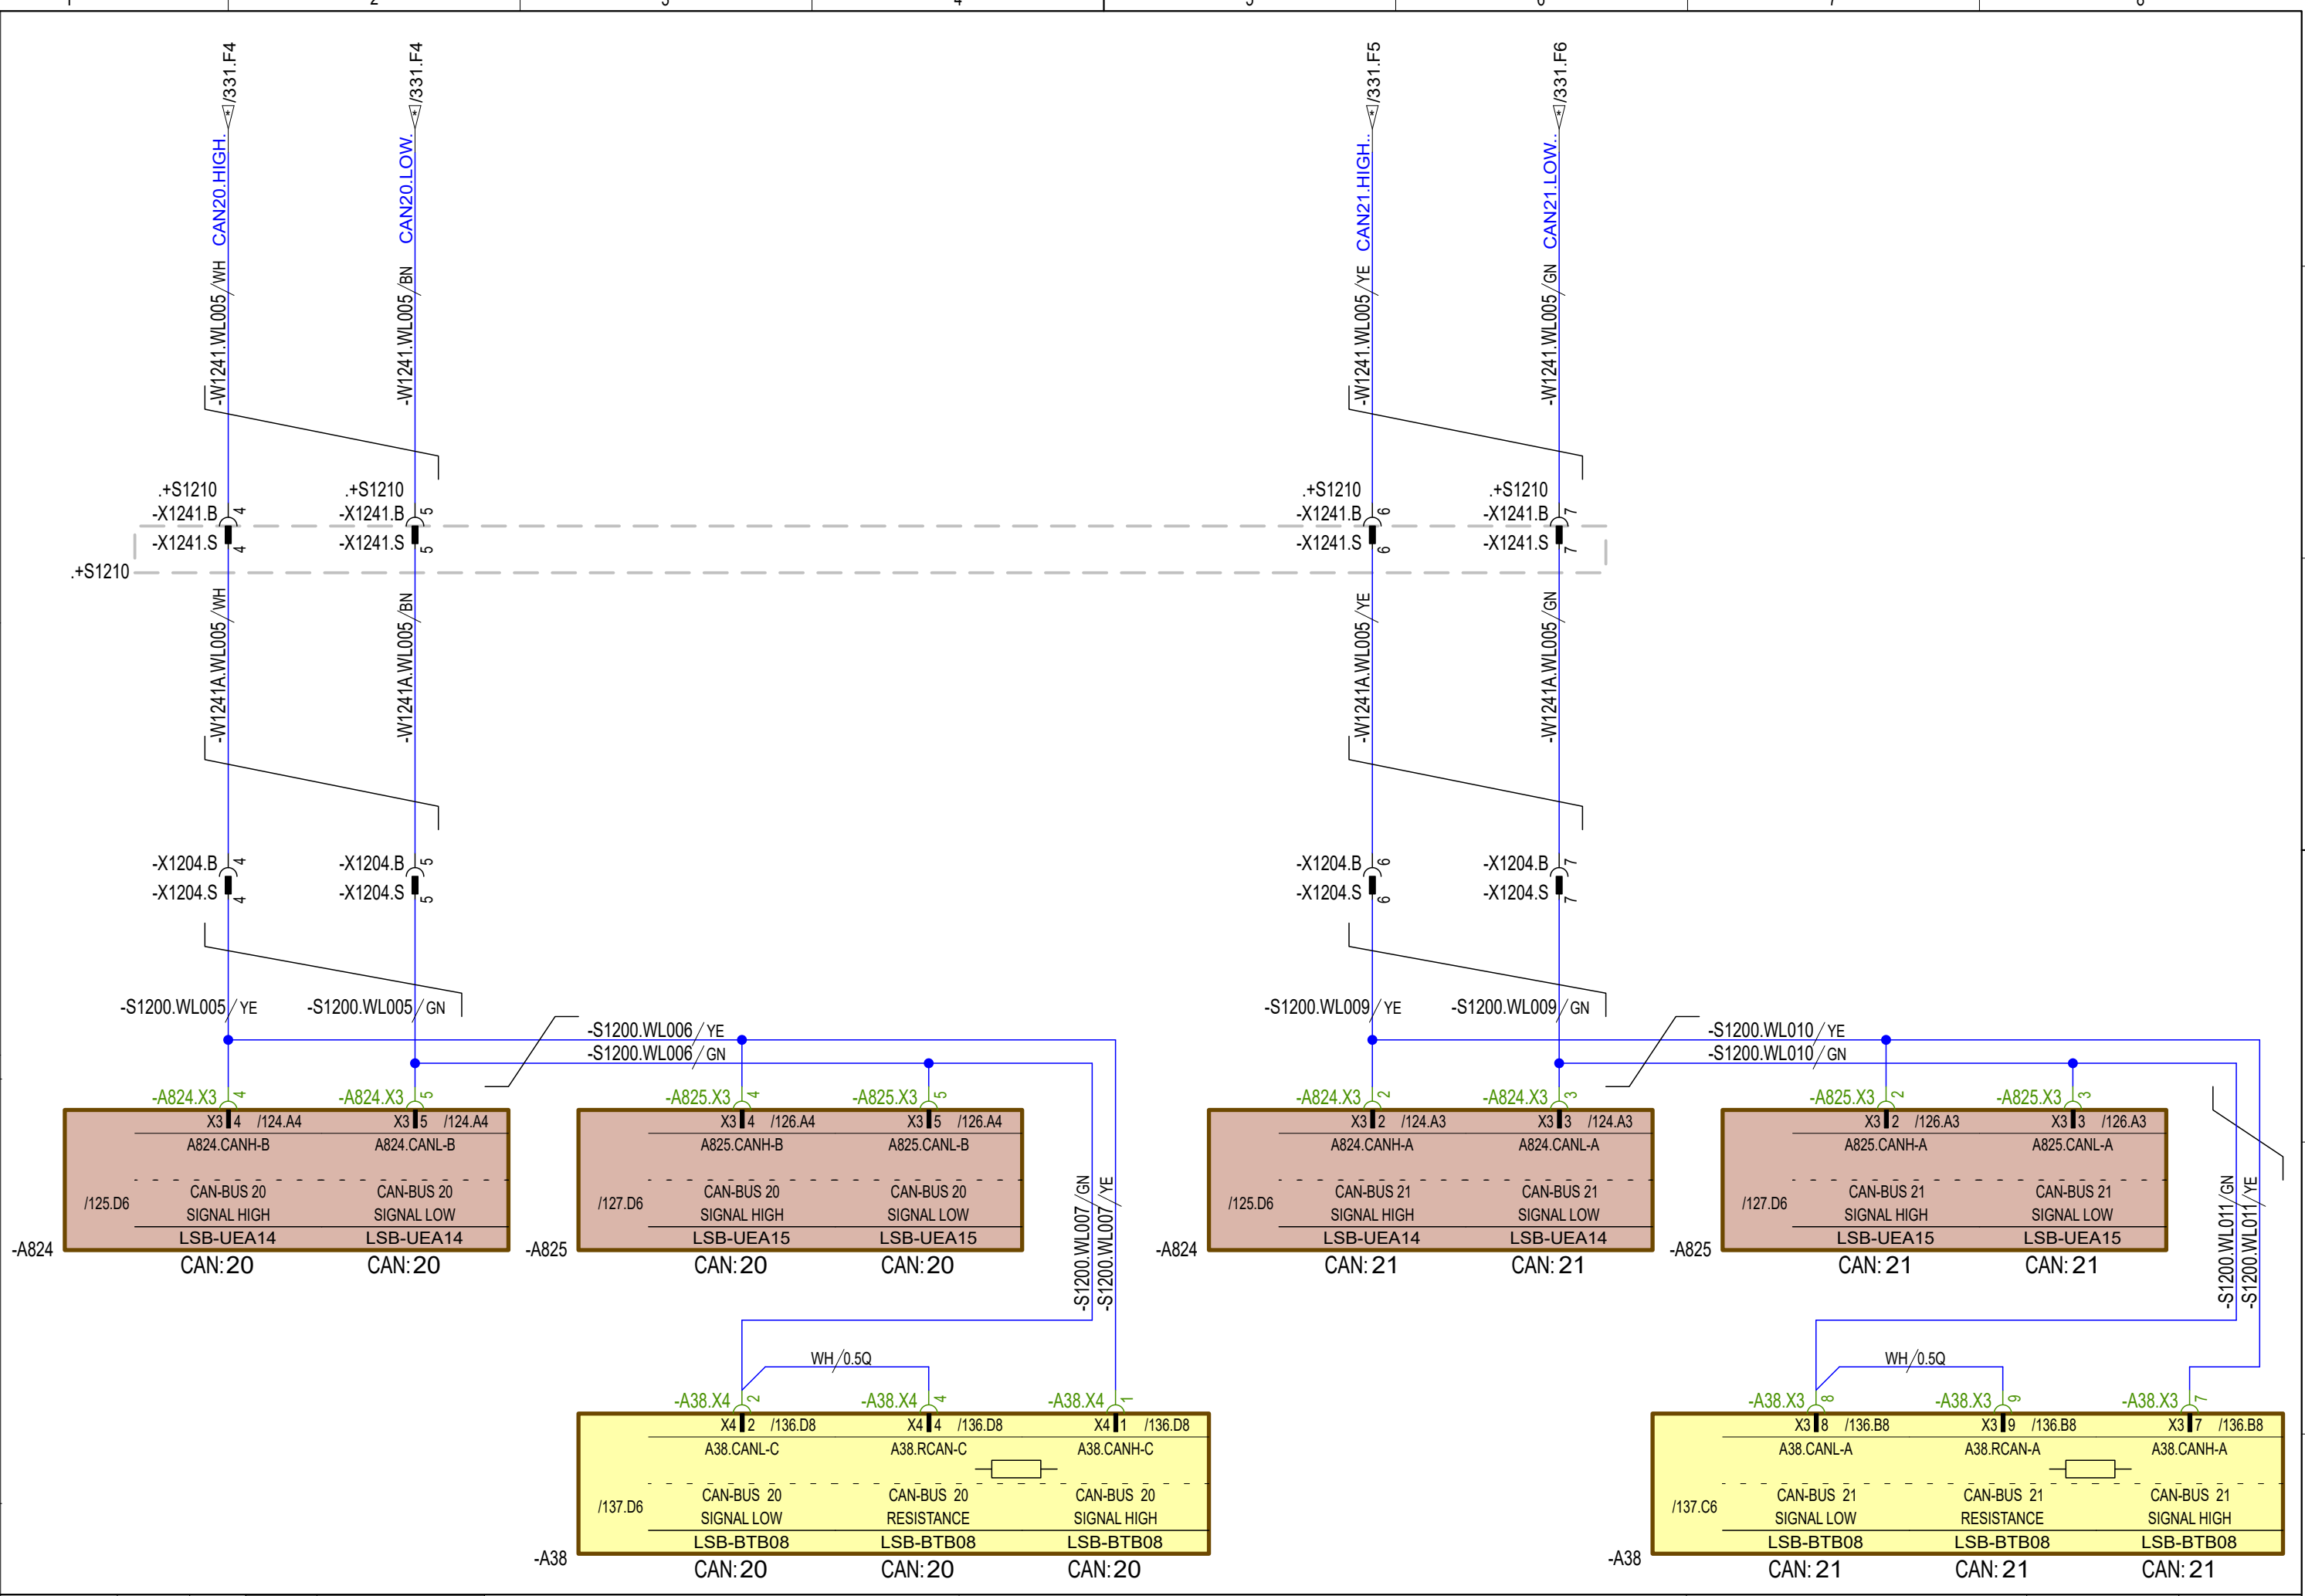 1 2 3 4 5 6 7 8
/331.F4 /331.F4 /331.F5 /331.F6
CAN20.HIGH. CAN20.LOW. CAN21.HIGH.. CAN21.LOW..
-W1241.WL005/WH -W1241.WL005/BN -W1241.WL005/YE -W1241.WL005/GN
.+S1210 .+S1210 .+S1210 .+S1210
-X1241.B 4 -X1241.B 5 -X1241.B 6 -X1241.B 7
-X1241.S 4 -X1241.S 5 -X1241.S 6 -X1241.S 7
.+S1210
-W1241A.WL005/WH -W1241A.WL005/BN -W1241A.WL005/YE -W1241A.WL005/GN
-X1204.B 4 -X1204.B 5 -X1204.B 6 -X1204.B 7
-X1204.S 4 -X1204.S 5 -X1204.S 6 -X1204.S 7
-S1200.WL005/YE -S1200.WL005/GN -S1200.WL009/YE -S1200.WL009/GN
-S1200.WL006/YE -S1200.WL010/YE
-S1200.WL006/GN -S1200.WL010/GN
-A824.X3 4 -A824.X3 5 -A825.X3 4 -A825.X3 5 -A824.X3 2 -A824.X3 3 -A825.X3 2 -A825.X3 3
X3 4 /124.A4 X3 5 /124.A4 X3 4 /126.A4 X3 5 /126.A4 X3 2 /124.A3 X3 3 /124.A3 X3 2 /126.A3 X3 3 /126.A3
A824.CANH-B A824.CANL-B A825.CANH-B A825.CANL-B A824.CANH-A A824.CANL-A A825.CANH-A A825.CANL-A
CAN-BUS 20 CAN-BUS 20 CAN-BUS 20 CAN-BUS 20 CAN-BUS 21 CAN-BUS 21 CAN-BUS 21 CAN-BUS 21
/125.D6 /127.D6 /125.D6 /127.D6
SIGNAL HIGH SIGNAL LOW SIGNAL HIGH SIGNAL LOW SIGNAL HIGH SIGNAL LOW SIGNAL HIGH SIGNAL LOW
LSB-UEA14 LSB-UEA14 LSB-UEA15 LSB-UEA15 LSB-UEA14 LSB-UEA14 LSB-UEA15 LSB-UEA15
-A824 -A825 -A824 -A825
CAN:20 CAN:20 CAN:20 CAN:20 CAN:21 CAN:21 CAN:21 CAN:21
-S1200.WL007/GN -S1200.WL007/YE -S1200.WL011/GN -S1200.WL011/YE
WH/0.5Q WH/0.5Q
-A38.X4 2 -A38.X4 4 -A38.X4 1 -A38.X3 8 -A38.X3 9 -A38.X3 7
X4 2 /136.D8 X4 4 /136.D8 X4 1 /136.D8 X3 8 /136.B8 X3 9 /136.B8 X3 7 /136.B8
A38.CANL-C A38.RCAN-C A38.CANH-C A38.CANL-A A38.RCAN-A A38.CANH-A
CAN-BUS 20 CAN-BUS 20 CAN-BUS 20 CAN-BUS 21 CAN-BUS 21 CAN-BUS 21
/137.D6 /137.C6
SIGNAL LOW RESISTANCE SIGNAL HIGH SIGNAL LOW RESISTANCE SIGNAL HIGH
LSB-BTB08 LSB-BTB08 LSB-BTB08 LSB-BTB08 LSB-BTB08 LSB-BTB08
-A38 -A38
CAN:20 CAN:20 CAN:20 CAN:21 CAN:21 CAN:21